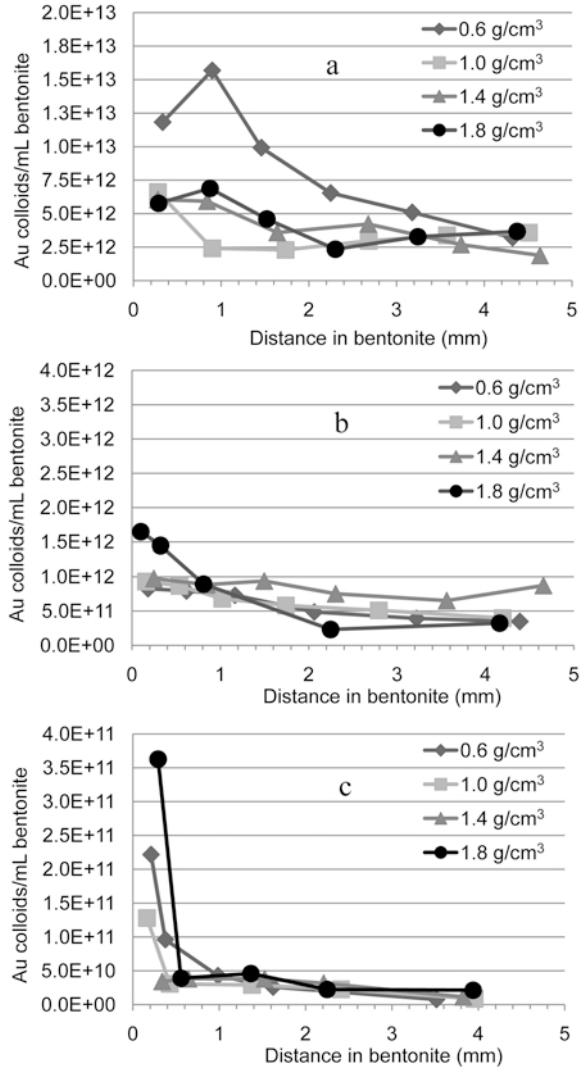 Au colloids/mL bentonite
2.0E+13
1.8E+13
1.5E+13
1.3E+13
1.0E+13
7.5E+12
5.0E+12
2.5E+12
0.0E+00
a
0.6 g/cm³
1.0 g/cm³
1.4 g/cm³
1.8 g/cm³
0 1 2 3 4 5
Distance in bentonite (mm)
Au colloids/mL bentonite
4.0E+12
3.5E+12
3.0E+12
2.5E+12
2.0E+12
1.5E+12
1.0E+12
5.0E+11
0.0E+00
b
0.6 g/cm³
1.0 g/cm³
1.4 g/cm³
1.8 g/cm³
0 1 2 3 4 5
Distance in bentonite (mm)
Au colloids/mL bentonite
4.0E+11
3.5E+11
3.0E+11
2.5E+11
2.0E+11
1.5E+11
1.0E+11
5.0E+10
0.0E+00
c
0.6 g/cm³
1.0 g/cm³
1.4 g/cm³
1.8 g/cm³
0 1 2 3 4 5
Distance in bentonite (mm)